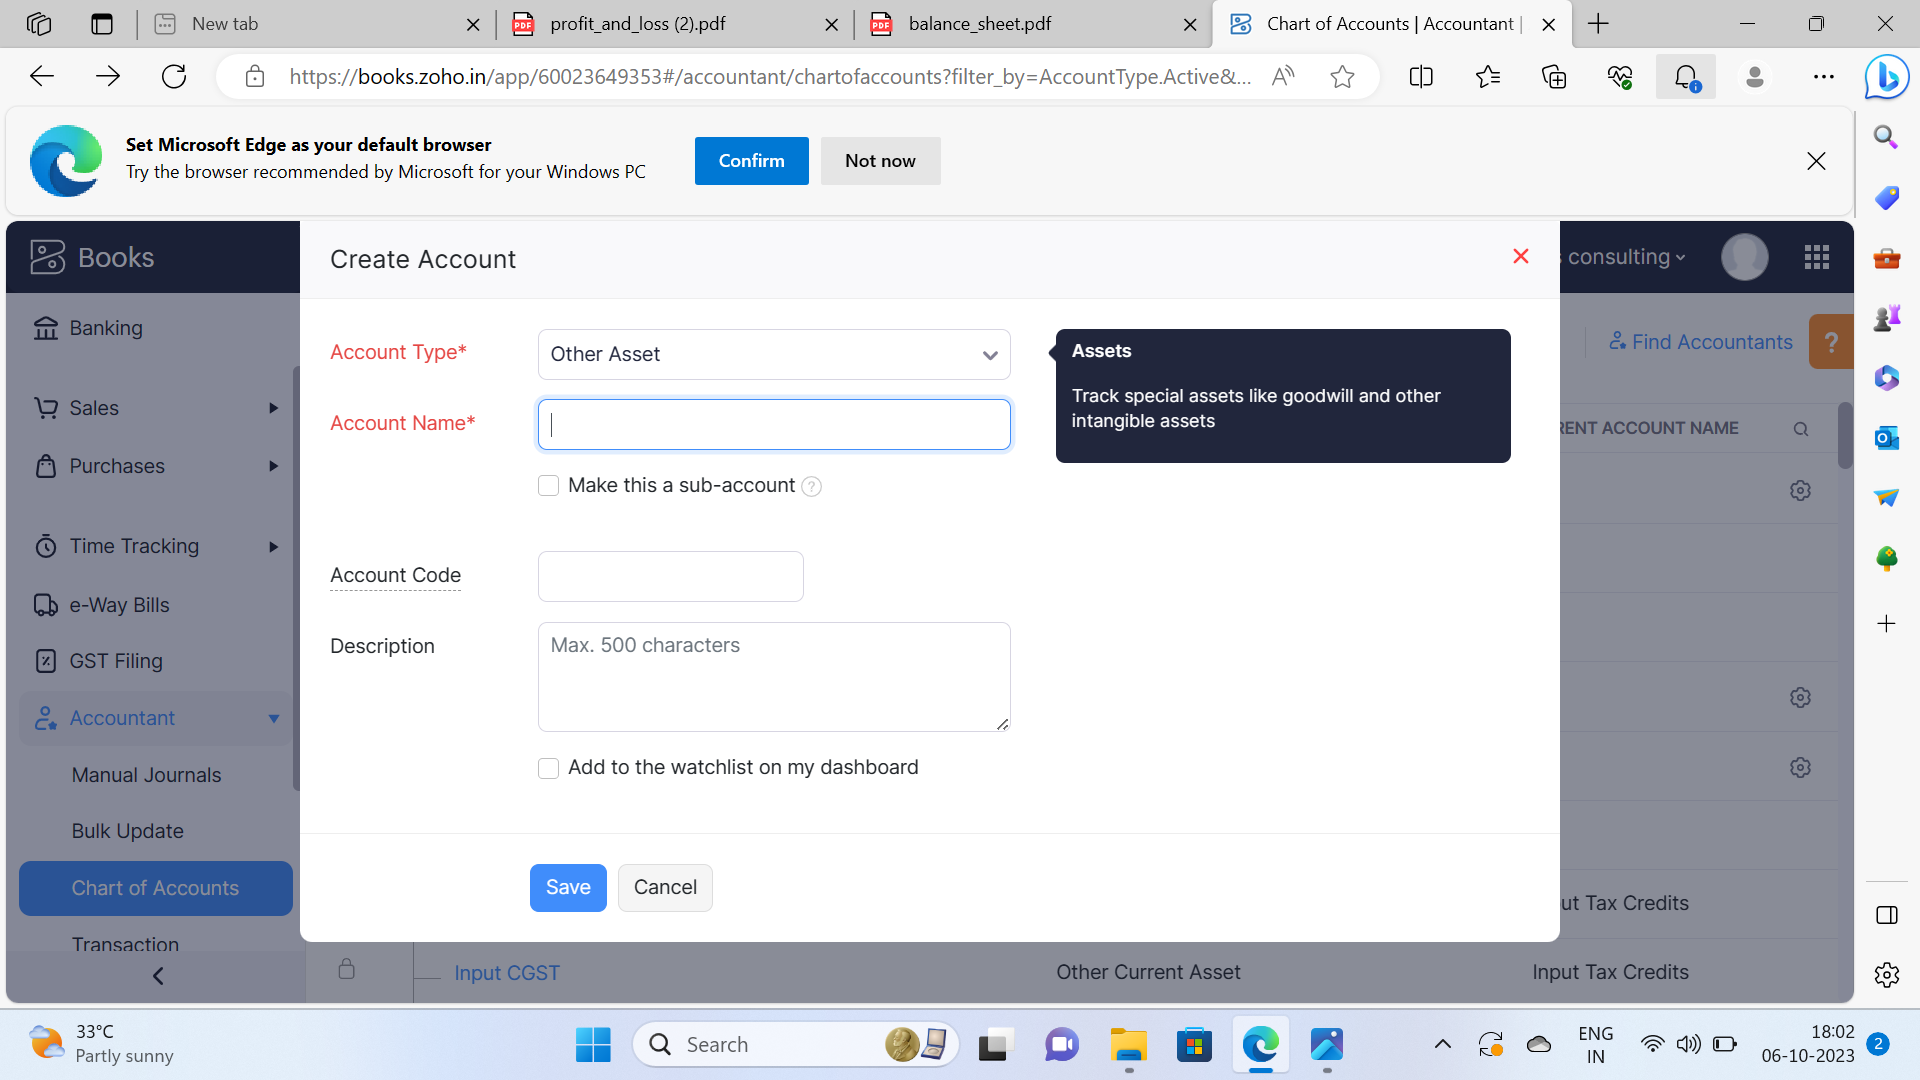 New tab
profit_and_loss (2).pdf
balance_sheet.pdf
Chart of Accounts | Accountant |
https://books.zoho.in/app/60023649353#/accountant/chartofaccounts?filter_by=AccountType.Active&...
Set Microsoft Edge as your default browser
Try the browser recommended by Microsoft for your Windows PC
Confirm
Not now
Books
Create Account
consulting
Banking
Sales
Purchases
Time Tracking
e-Way Bills
GST Filing
Accountant
Manual Journals
Bulk Update
Chart of Accounts
Transaction
Account Type*
Other Asset
Account Name*
Make this a sub-account ?
Account Code
Description
Max. 500 characters
Add to the watchlist on my dashboard
Save
Cancel
Assets
Track special assets like goodwill and other
intangible assets
Find Accountants
?
RENT ACCOUNT NAME
ut Tax Credits
Input CGST
Other Current Asset
Input Tax Credits
33°C
Partly sunny
Search
ENG
IN
18:02
06-10-2023
2